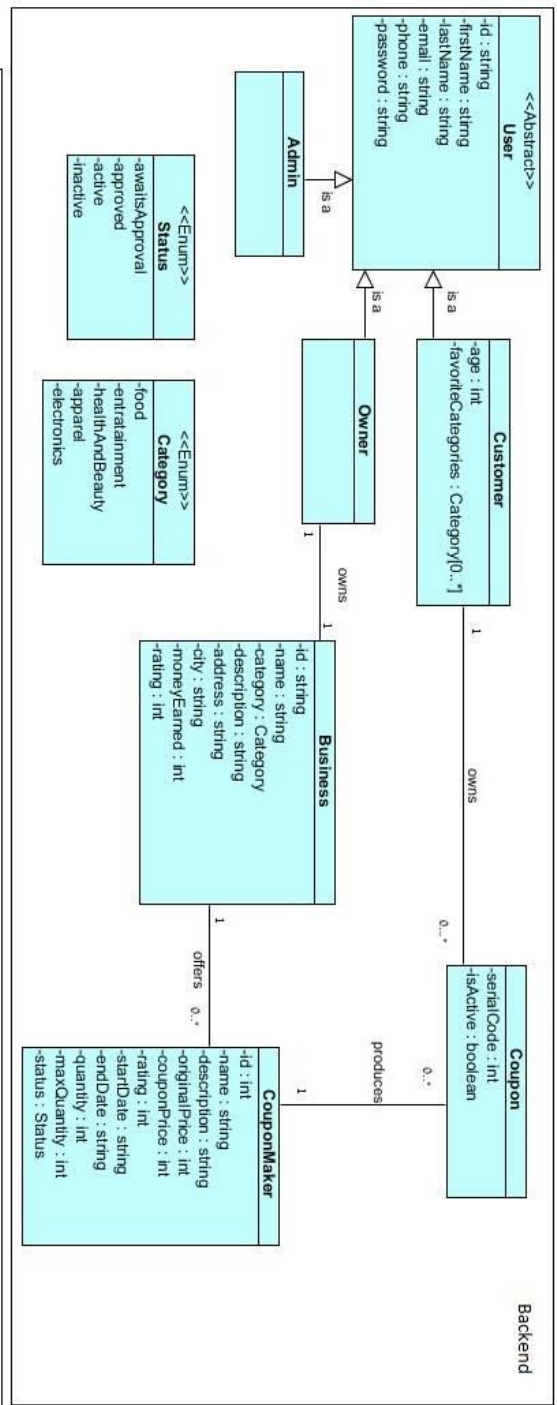 Backend
<<Abstract>>
User
-id : string
-firstName : stirng
-lastName : string
-email : string
-phone : string
-password : string
is a
is a
is a
Customer
-age : int
-favoriteCategories : Category[0...*]
1
owns
0...*
Coupon
-serialCode : int
-isActive : boolean
0..*
produces
1
Admin
Owner
1
owns
1
Business
-id : string
-name : string
-category : Category
-description : string
-address : string
-city : string
-moneyEarned : int
-rating : int
1
offers
0..*
CouponMaker
-id : int
-name : string
-description : string
-originalPrice : int
-couponPrice : int
-rating : int
-startDate : string
-endDate : string
-quantity : int
-maxQuantity : int
-status : Status
<<Enum>>
Status
-awaitsApproval
-approved
-active
-inactive
<<Enum>>
Category
-food
-entratainment
-healthAndBeauty
-apparel
-electronics